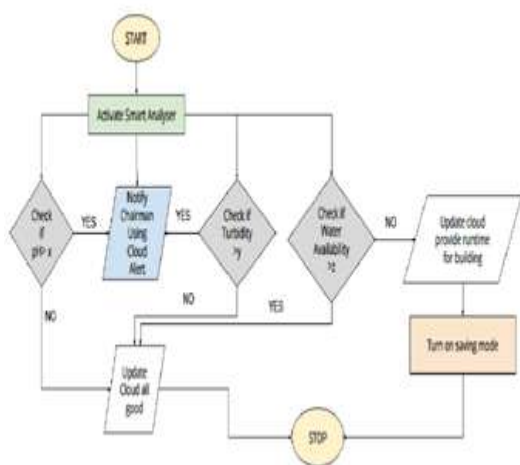 START
Activate Smart Analyser
Check
if
pH> x
YES
Notify
Chairman
Using
Cloud
Alert
YES
Check if
Turbidity
>y
Check if
Water
Availability
>z
NO
Update cloud
provide runtime
for building
NO
NO
YES
Update
Cloud all
good
Turn on saving mode
STOP